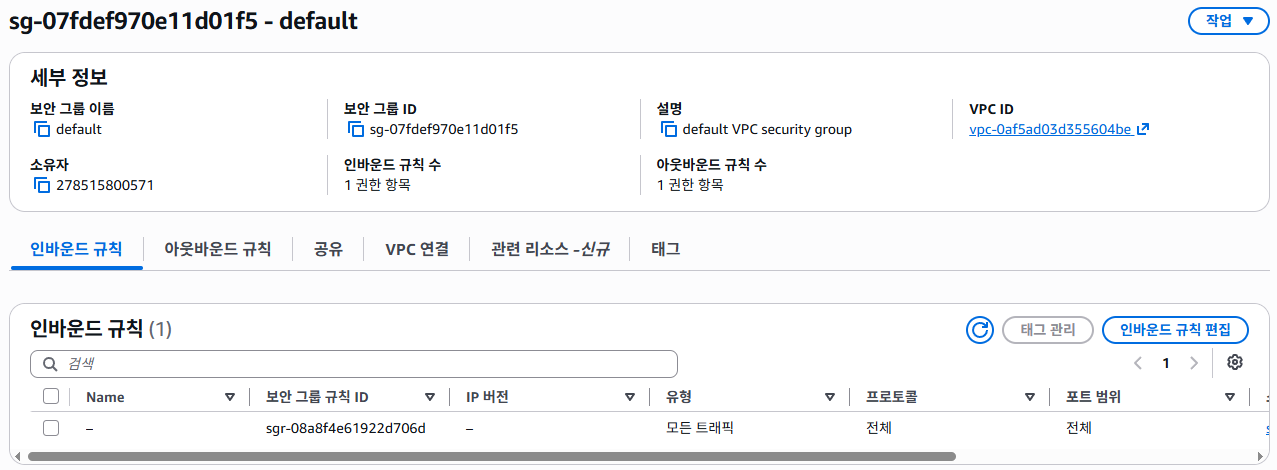 sg-07fdef970e11d01f5 - default
작업
세부 정보
보안 그룹 이름
default
보안 그룹 ID
sg-07fdef970e11d01f5
설명
default VPC security group
VPC ID
vpc-0af5ad03d355604be
소유자
278515800571
인바운드 규칙 수
1 권한 항목
아웃바운드 규칙 수
1 권한 항목
인바운드 규칙 아웃바운드 규칙 공유 VPC 연결 관련 리소스 -신규 태그
인바운드 규칙 (1)
태그 관리 인바운드 규칙 편집
검색
1
Name 보안 그룹 규칙 ID IP 버전 유형 프로토콜 포트 범위
– sgr-08a8f4e61922d706d – 모든 트래픽 전체 전체